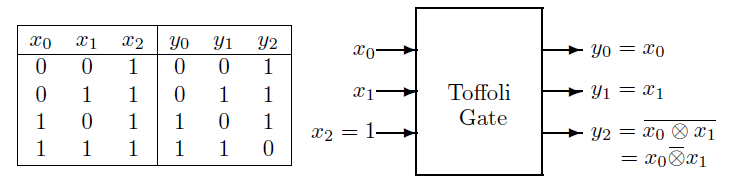 x₀ x₁ x₂ y₀ y₁ y₂
0 0 1 0 0 1
0 1 1 0 1 1
1 0 1 1 0 1
1 1 1 1 1 0
x₀
x₁
x₂ = 1
Toffoli
Gate
y₀ = x₀
y₁ = x₁
y₂ = \overline{x₀ ⊗ x₁}
= x₀\overline{⊗}x₁